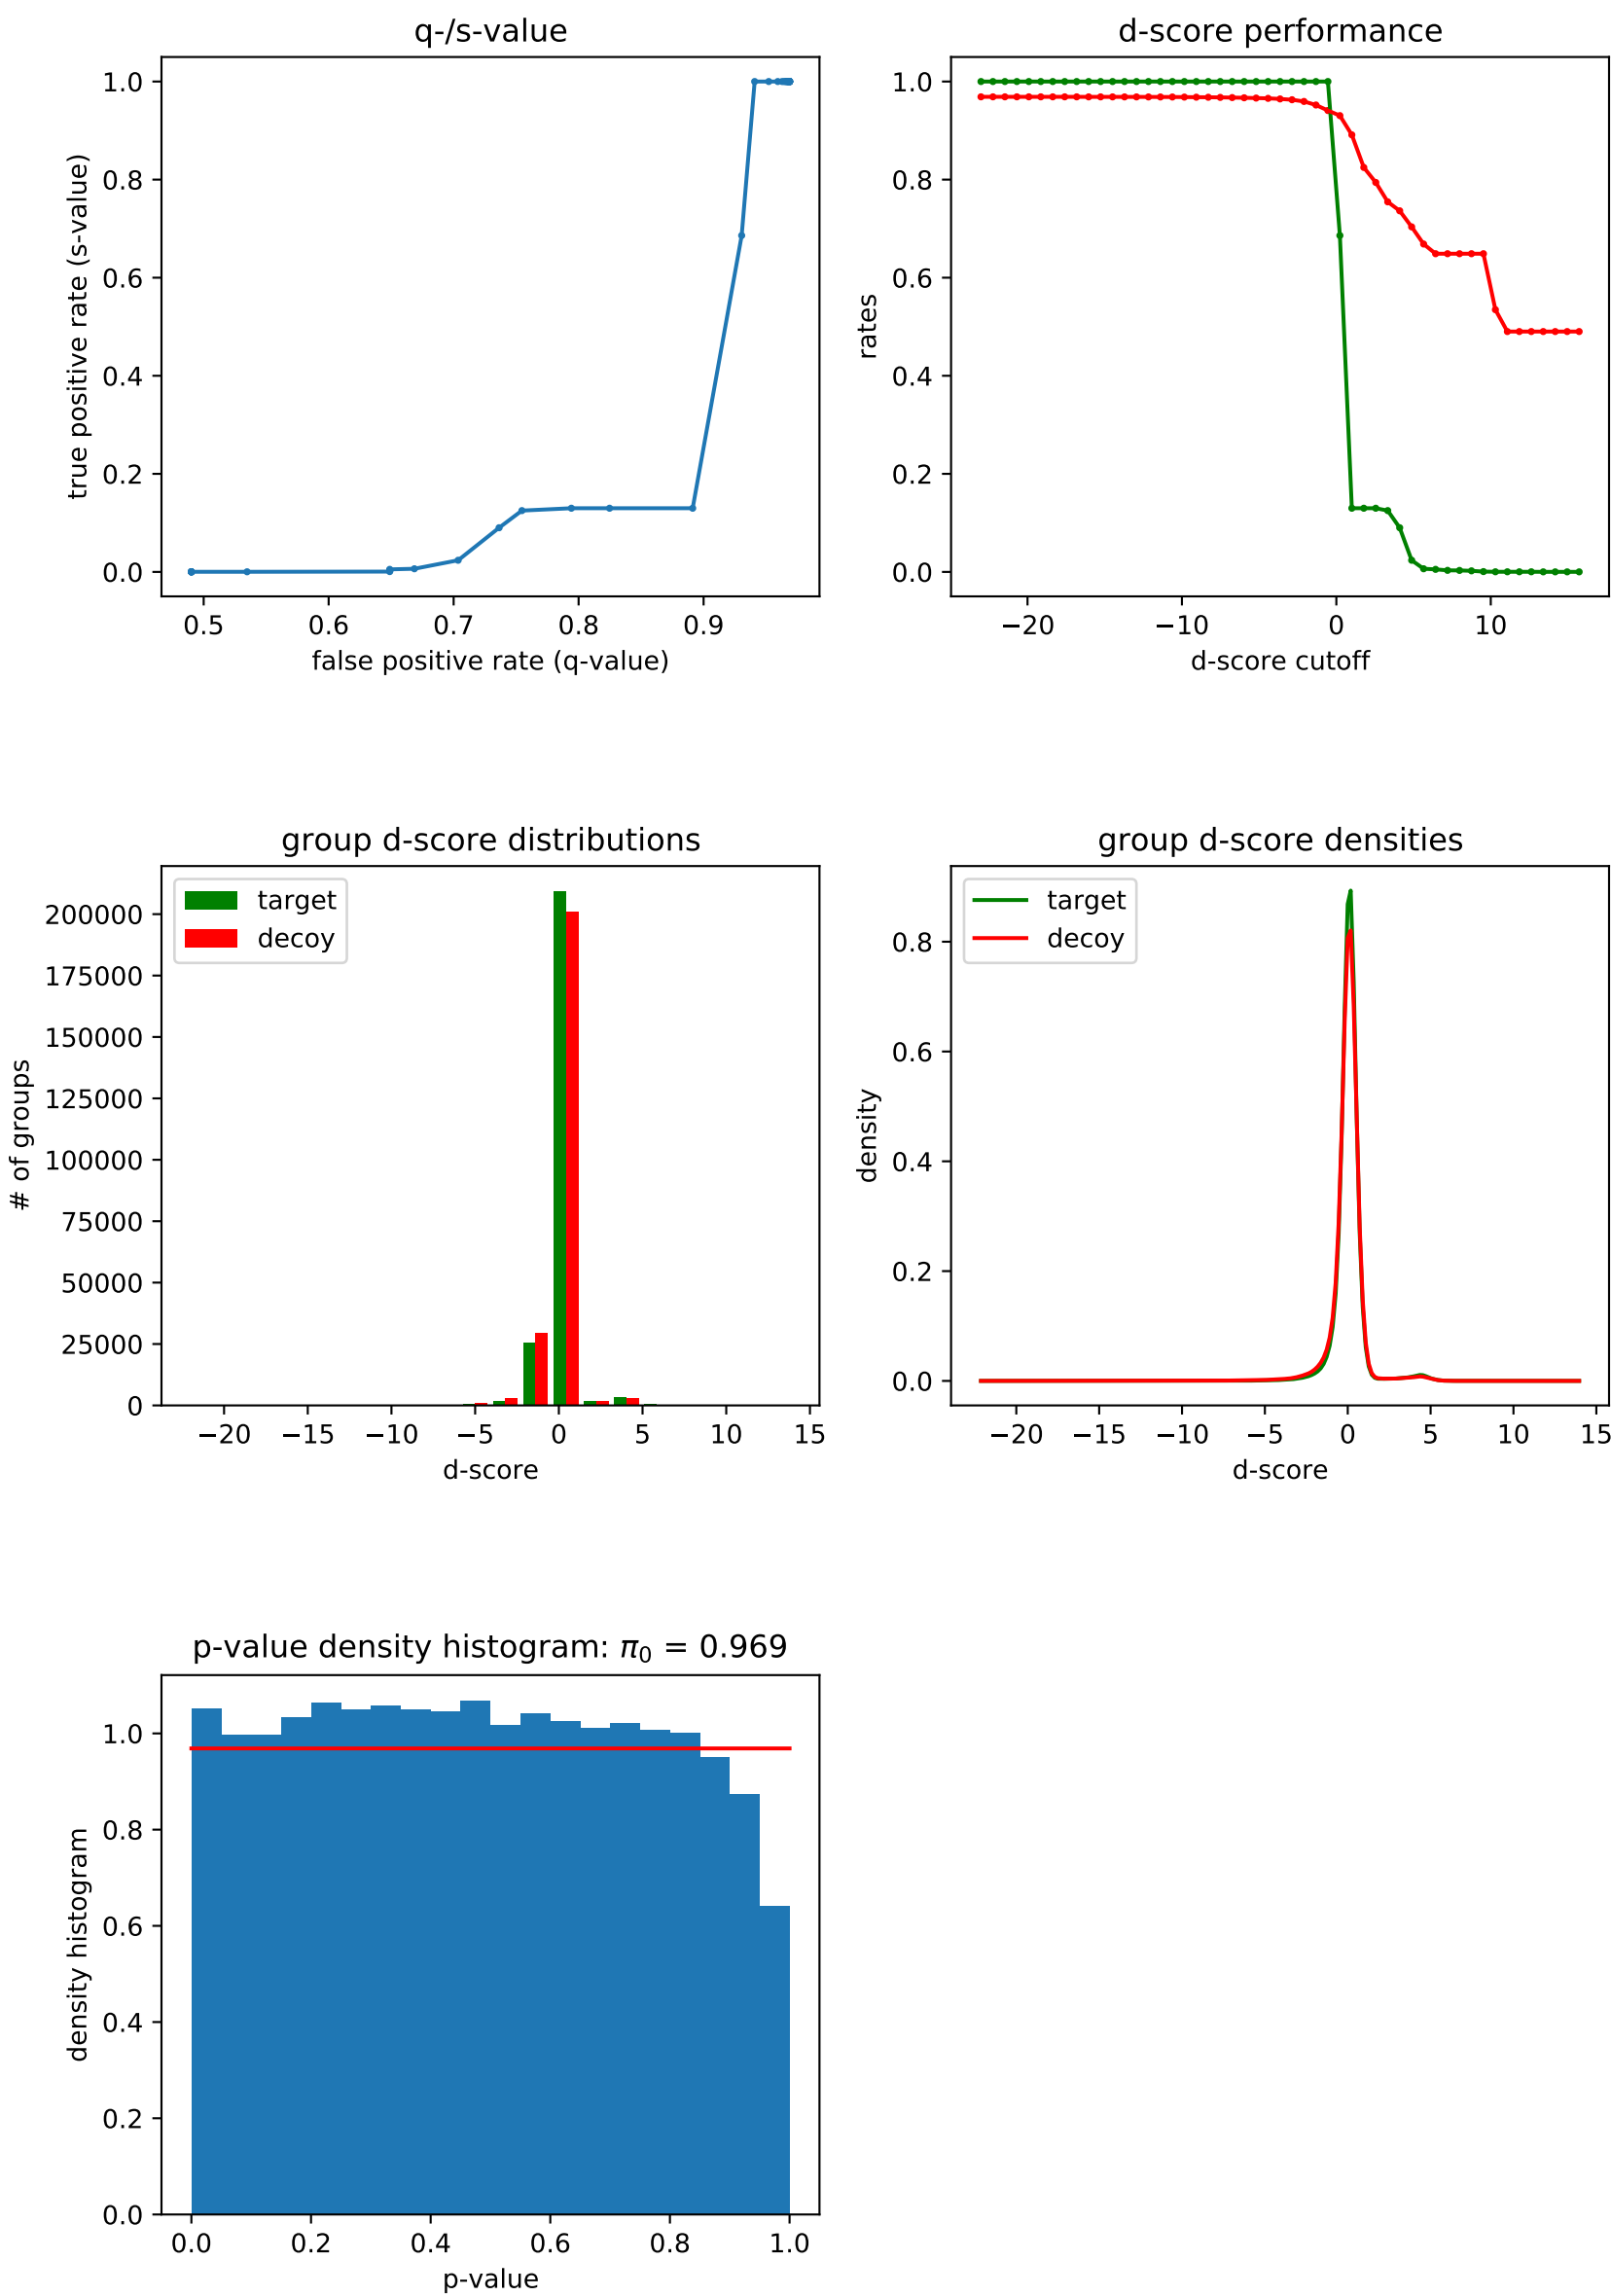 q-/s-value
1.0
0.8
0.6
0.4
0.2
0.0
true positive rate (s-value)
0.5 0.6 0.7 0.8 0.9
false positive rate (q-value)
d-score performance
1.0
0.8
0.6
0.4
0.2
0.0
rates
−20 −10 0 10
d-score cutoff
group d-score distributions
target
decoy
200000
175000
150000
125000
100000
75000
50000
25000
0
# of groups
−20 −15 −10 −5 0 5 10 15
d-score
group d-score densities
target
decoy
0.8
0.6
0.4
0.2
0.0
density
−20 −15 −10 −5 0 5 10 15
d-score
p-value density histogram: π₀ = 0.969
1.0
0.8
0.6
0.4
0.2
0.0
density histogram
0.0 0.2 0.4 0.6 0.8 1.0
p-value